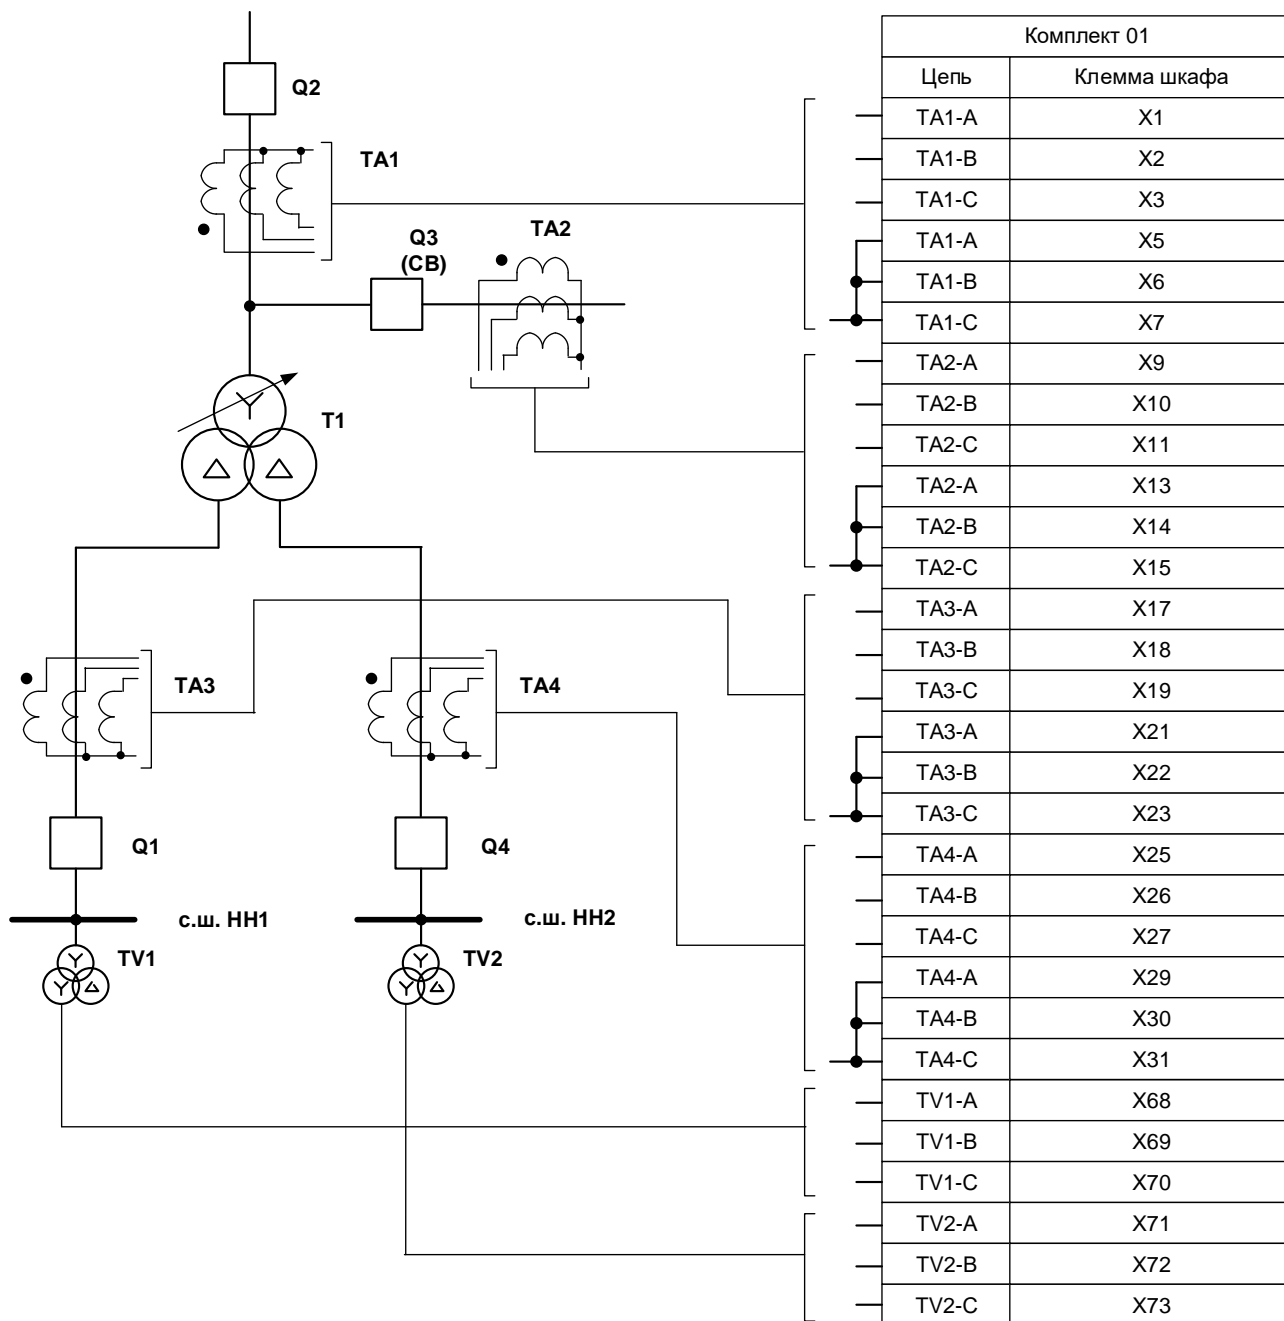 Q2
TA1
Q3
(СВ)
TA2
T1
TA3
TA4
Q1
Q4
с.ш. НН1
с.ш. НН2
TV1
TV2
Комплект 01
Цепь Клемма шкафа
TA1-A X1
TA1-B X2
TA1-C X3
TA1-A X5
TA1-B X6
TA1-C X7
TA2-A X9
TA2-B X10
TA2-C X11
TA2-A X13
TA2-B X14
TA2-C X15
TA3-A X17
TA3-B X18
TA3-C X19
TA3-A X21
TA3-B X22
TA3-C X23
TA4-A X25
TA4-B X26
TA4-C X27
TA4-A X29
TA4-B X30
TA4-C X31
TV1-A X68
TV1-B X69
TV1-C X70
TV2-A X71
TV2-B X72
TV2-C X73